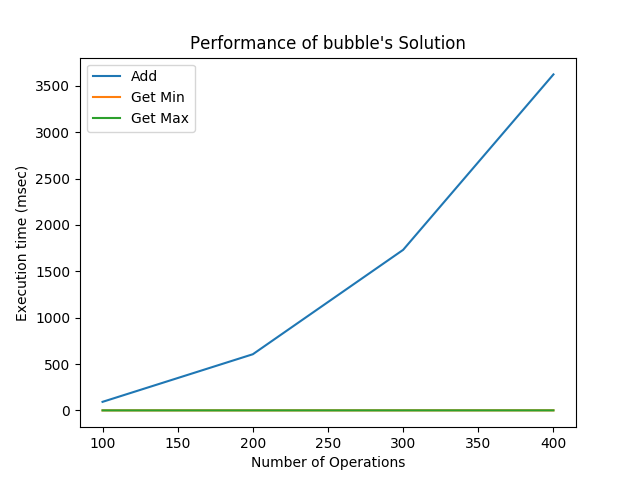 Performance of bubble's Solution
Add
Get Min
Get Max
3500
3000
2500
2000
1500
1000
500
0
Execution time (msec)
100 150 200 250 300 350 400
Number of Operations